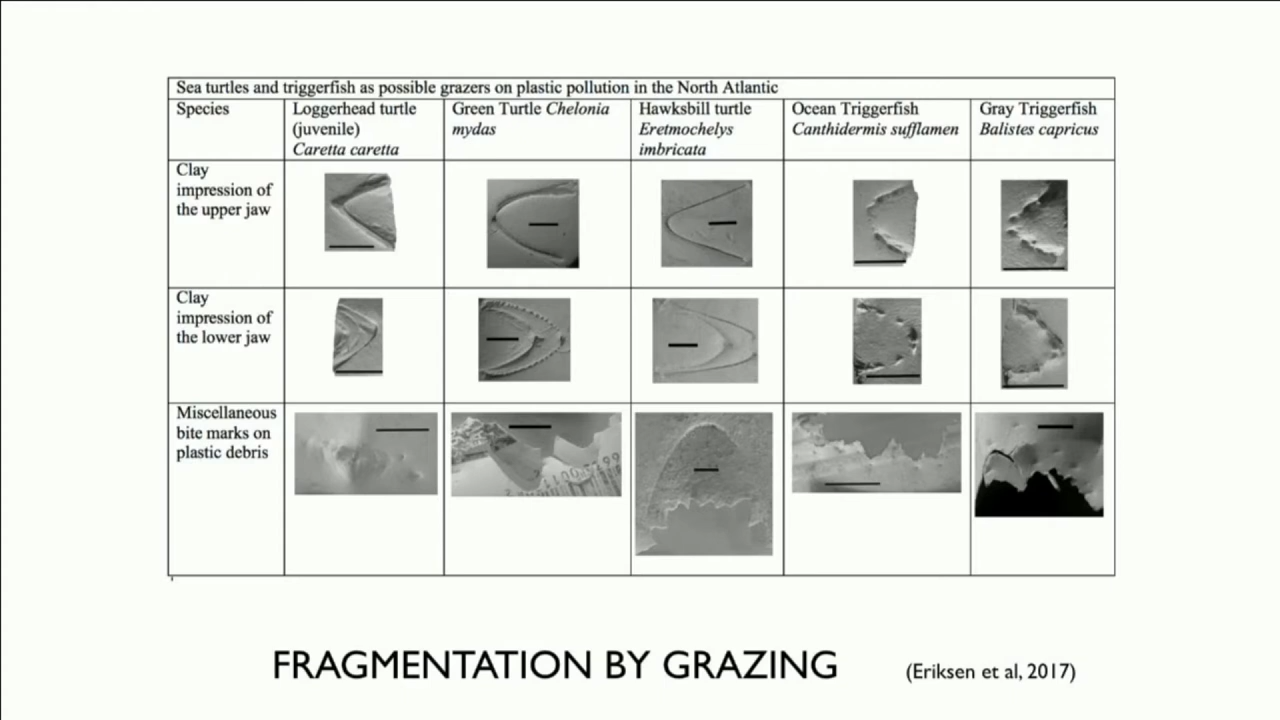 Sea turtles and triggerfish as possible grazers on plastic pollution in the North Atlantic
Species
Loggerhead turtle
(juvenile)
Caretta caretta
Green Turtle Chelonia
mydas
Hawksbill turtle
Eretmochelys
imbricata
Ocean Triggerfish
Canthidermis sufflamen
Gray Triggerfish
Balistes capricus
Clay
impression of
the upper jaw
Clay
impression of
the lower jaw
Miscellaneous
bite marks on
plastic debris
FRAGMENTATION BY GRAZING
(Eriksen et al, 2017)